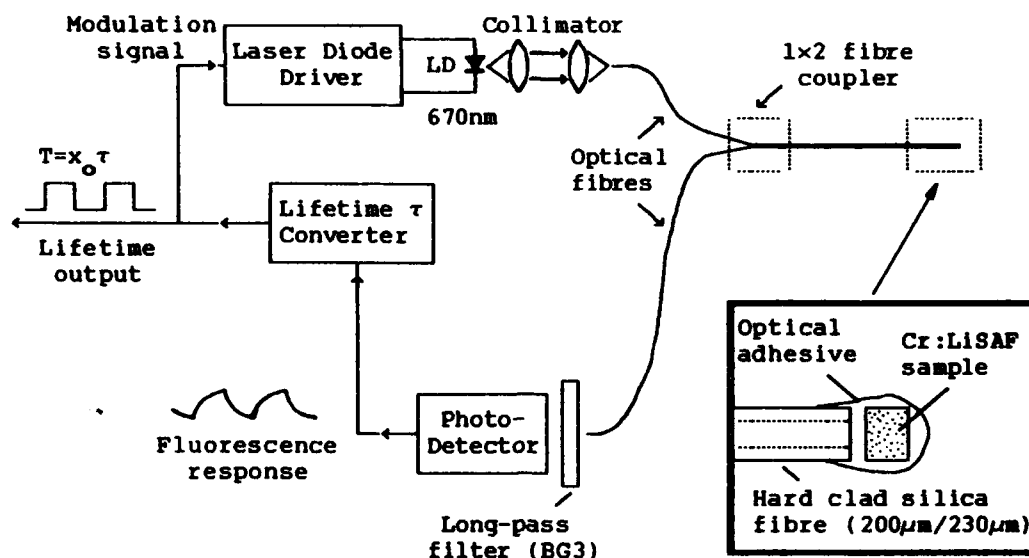 Modulation
signal
Laser Diode
Driver
LD
670nm
Collimator
1×2 fibre
coupler
Optical
fibres
T=x₀τ
Lifetime
output
Lifetime τ
Converter
Fluorescence
response
Photo-
Detector
Long-pass
filter (BG3)
Optical
adhesive
Cr:LiSAF
sample
Hard clad silica
fibre (200µm/230µm)